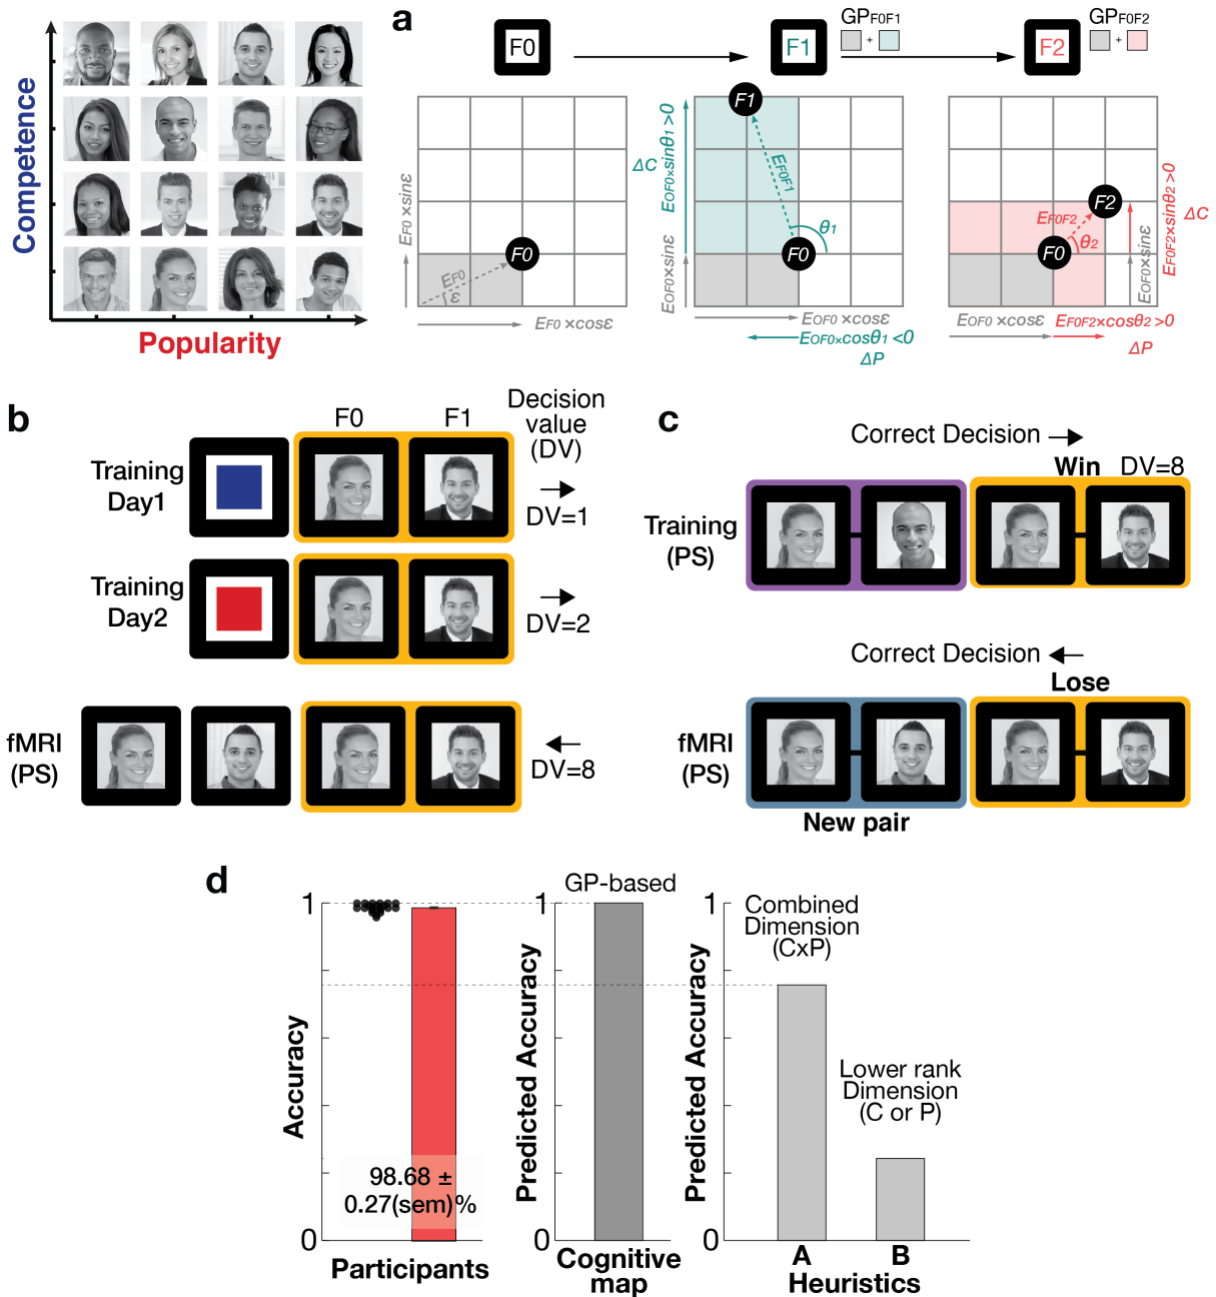 Competence
Popularity
a
F0
F1
GPF0F1
+
F2
GPF0F2
+
EF0 ×sinε
EF0
ε
F0
EF0 ×cosε
ΔC
EOF0×sinθ1 >0
EOF0×sinε
F1
EF0F1
θ1
F0
EOF0 ×cosε
EOF0×cosθ1 <0
ΔP
F2
EF0F2
F0
θ2
EOF0×sinε
EF0F2×sinθ2 >0
ΔC
EOF0 ×cosε
EF0F2×cosθ2 >0
ΔP
b
F0
F1
Decision
value
(DV)
Training
Day1
DV=1
Training
Day2
DV=2
fMRI
(PS)
DV=8
c
Correct Decision
Win DV=8
Training
(PS)
Correct Decision
Lose
fMRI
(PS)
New pair
d
Accuracy
1
0
98.68 ±
0.27(sem)%
Participants
Predicted Accuracy
1
0
GP-based
Cognitive
map
Predicted Accuracy
1
0
Combined
Dimension
(CxP)
Lower rank
Dimension
(C or P)
A B
Heuristics